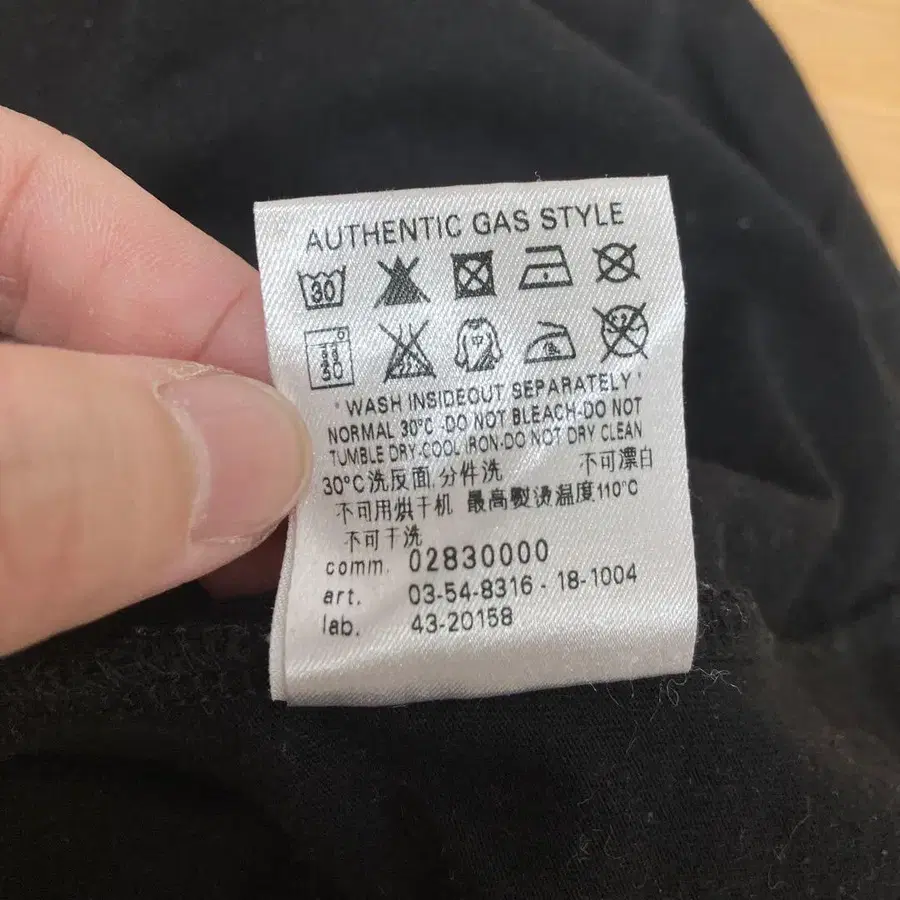 AUTHENTIC GAS STYLE
30
30
"WASH INSIDEOUT SEPARATELY"
NORMAL 30°C-DO NOT BLEACH-DO NOT
TUMBLE DRY-COOL IRON-DO NOT DRY CLEAN
30°C洗反面,分件洗 不可漂白
不可用烘干机 最高熨烫温度110°C
不可干洗
comm. 02830000
art. 03-54-8316 - 18-1004
lab. 43-20158